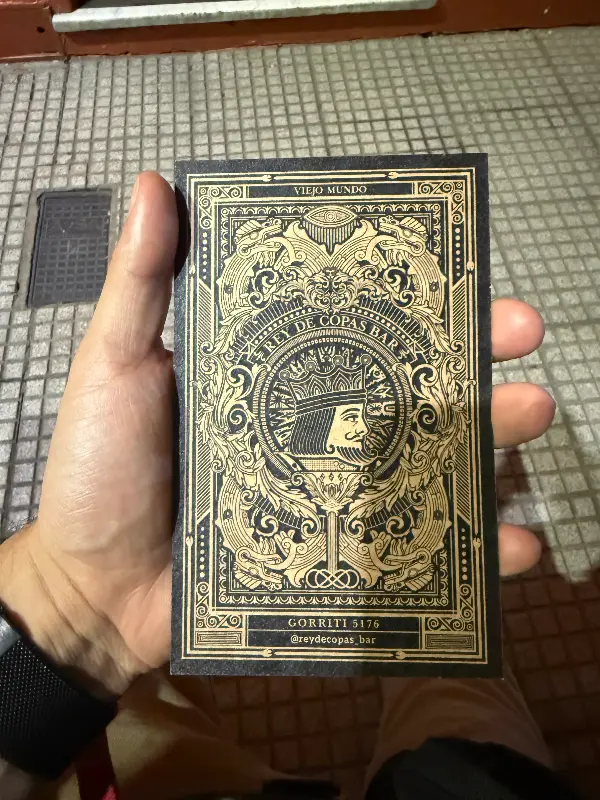 VIEJO MUNDO
REY DE COPAS BAR
GORRITI 5176
@reydecopas_bar